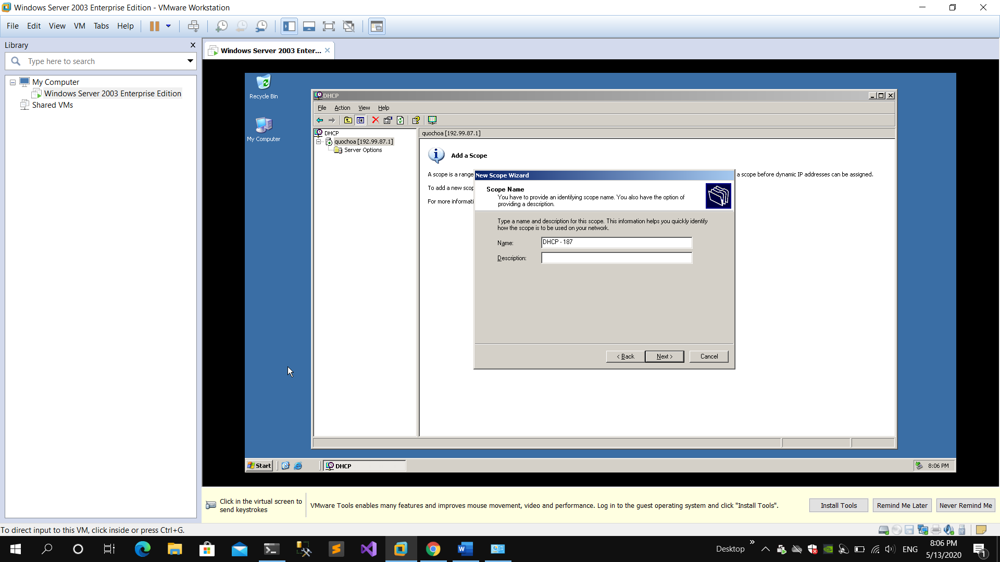 Windows Server 2003 Enterprise Edition - VMware Workstation
File Edit View VM Tabs Help
Library
Type here to search
My Computer
Windows Server 2003 Enterprise Edition
Shared VMs
Windows Server 2003 Enter...
Recycle Bin
My Computer
DHCP
File Action View Help
DHCP
quochoa [192.99.87.1]
Server Options
quochoa [192.99.87.1]
Add a Scope
A scope is a range
a scope before dynamic IP addresses can be assigned.
To add a new scop
For more informati
New Scope Wizard
Scope Name
You have to provide an identifying scope name. You also have the option of
providing a description.
Type a name and description for this scope. This information helps you quickly identify
how the scope is to be used on your network.
Name: DHCP - 187
Description:
< Back Next > Cancel
Start DHCP 8:06 PM
Click in the virtual screen to
send keystrokes
VMware Tools enables many features and improves mouse movement, video and performance. Log in to the guest operating system and click "Install Tools".
Install Tools Remind Me Later Never Remind Me
To direct input to this VM, click inside or press Ctrl+G.
Desktop » ENG
8:06 PM
5/13/2020
1